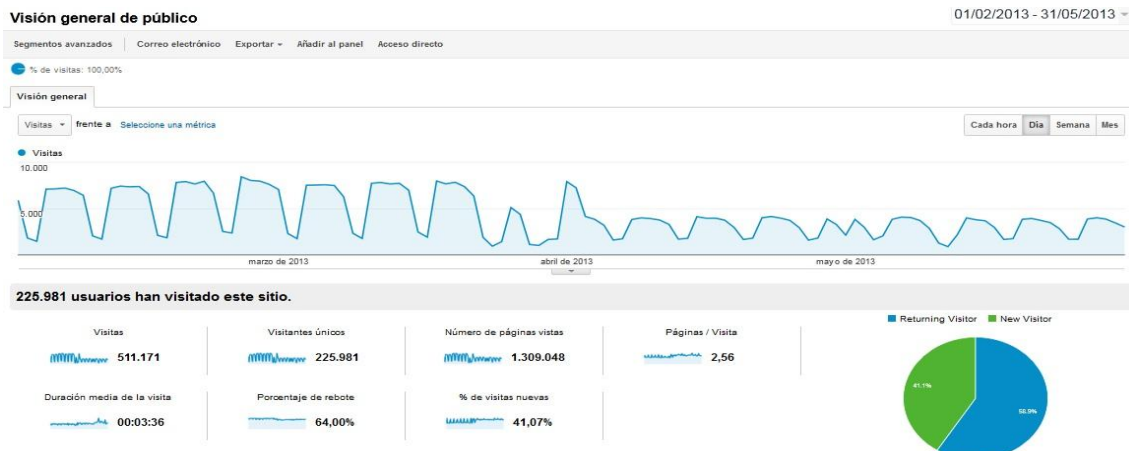 Visión general de público
01/02/2013 - 31/05/2013
Segmentos avanzados Correo electrónico Exportar Añadir al panel Acceso directo
% de visitas: 100,00%
Visión general
Visitas frente a Seleccione una métrica
Cada hora Día Semana Mes
Visitas
10.000
5.000
marzo de 2013 abril de 2013 mayo de 2013
225.981 usuarios han visitado este sitio.
Returning Visitor New Visitor
Visitas Visitantes únicos Número de páginas vistas Páginas / Visita
511.171 225.981 1.309.048 2,56
41.1%
58.9%
Duración media de la visita Porcentaje de rebote % de visitas nuevas
00:03:36 64,00% 41,07%